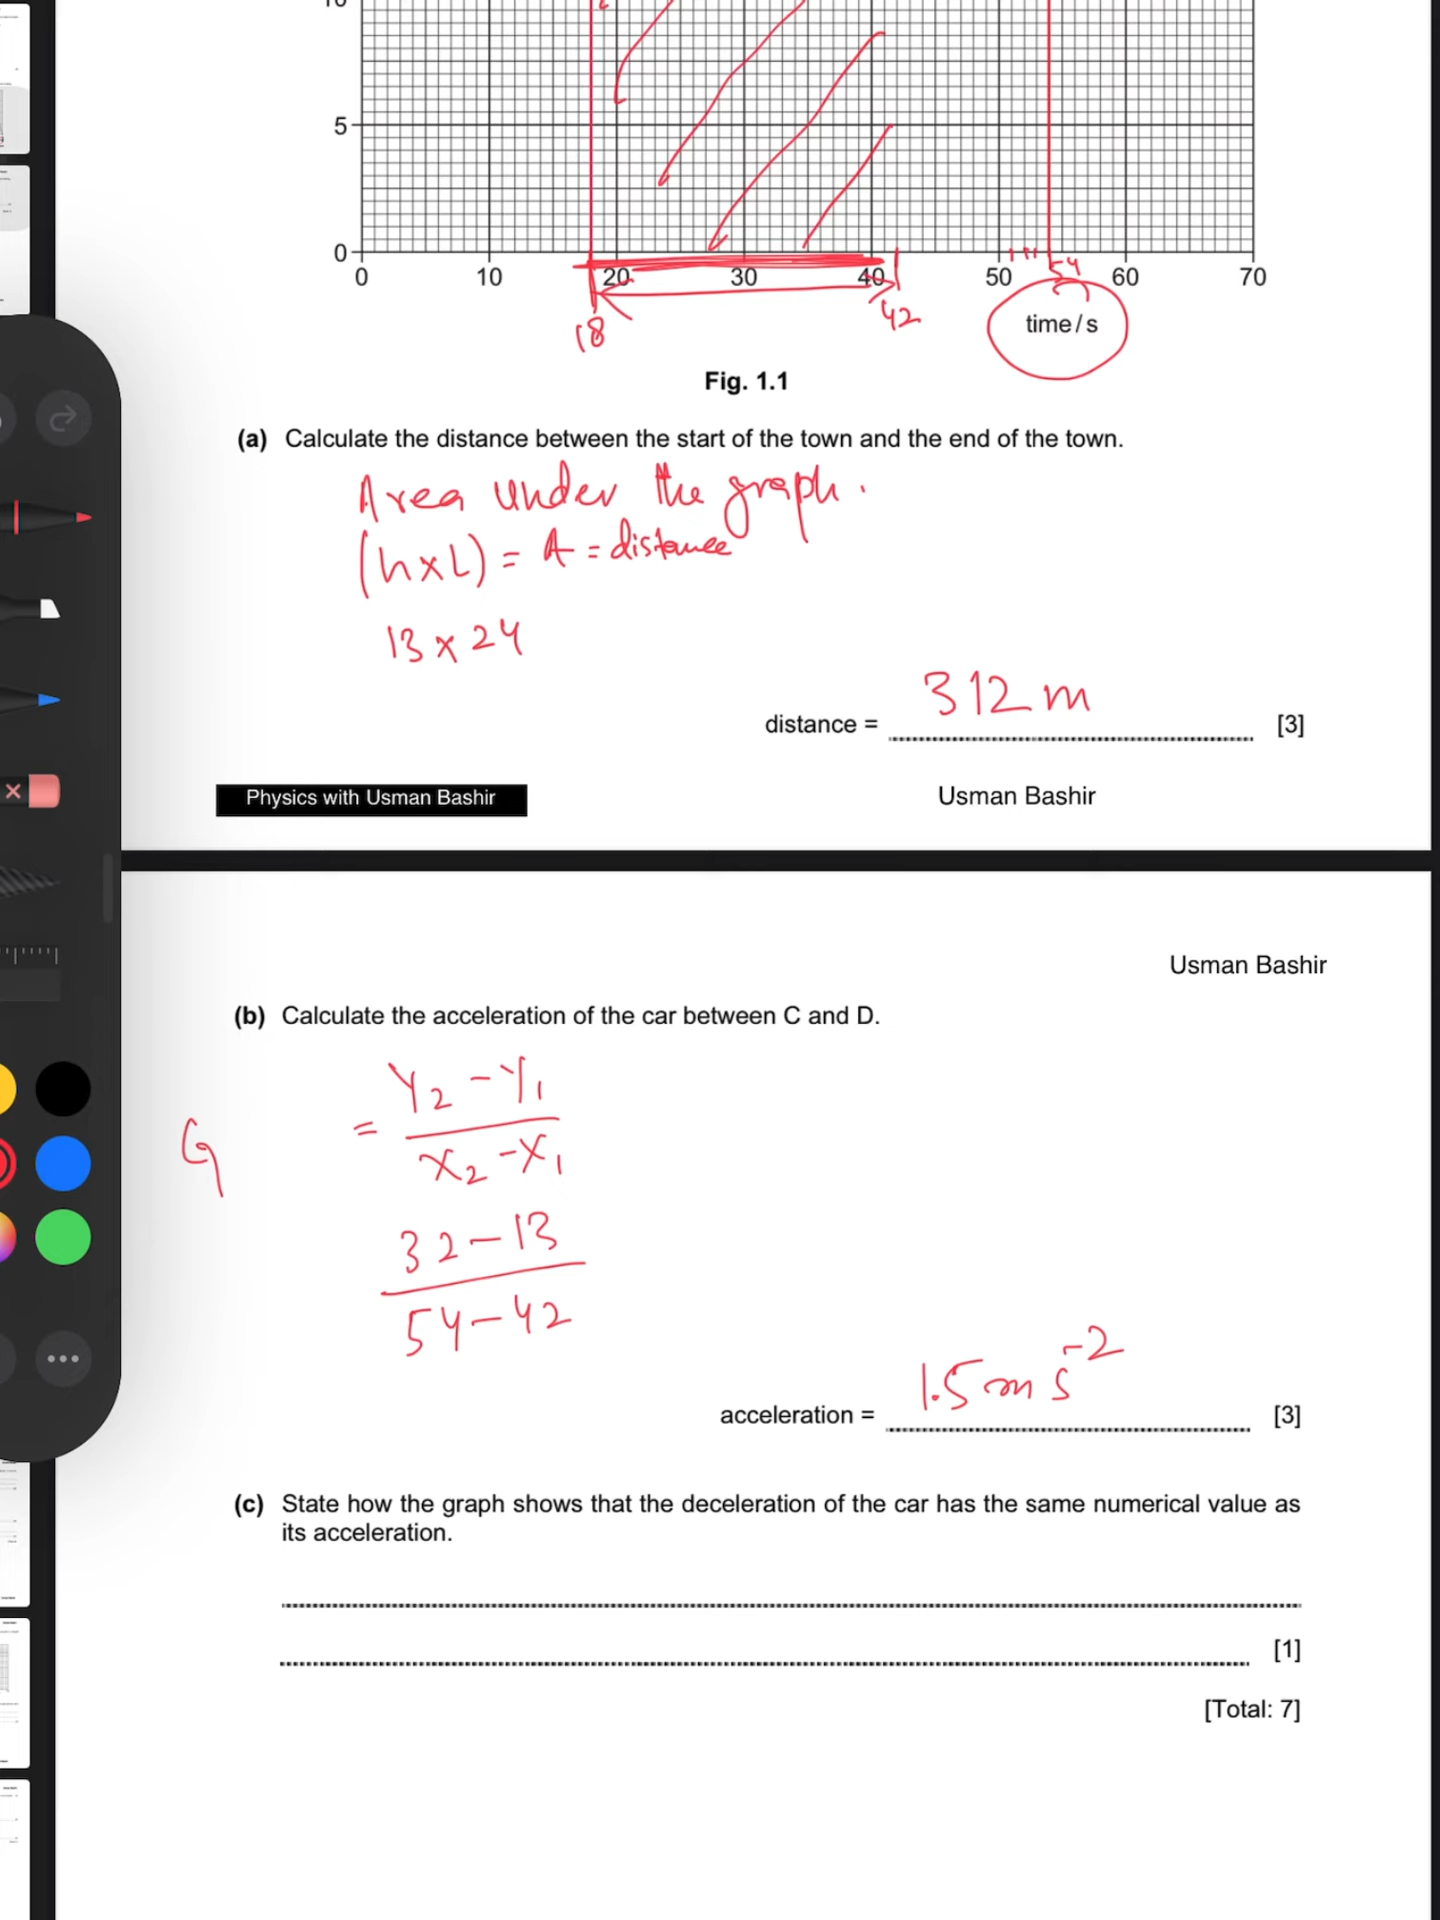 10
5
0
0 10 20 30 40 50 60 70
54
18
42
time/s
Fig. 1.1
(a) Calculate the distance between the start of the town and the end of the town.
Area under the graph.
(h×L) = A = distance
13 × 24
312 m
distance = [3]
Physics with Usman Bashir
Usman Bashir
Usman Bashir
(b) Calculate the acceleration of the car between C and D.
G = Y2 - Y1
X2 - X1
32 - 13
54 - 42
1.5 m s-2
acceleration = [3]
(c) State how the graph shows that the deceleration of the car has the same numerical value as
its acceleration.
[1]
[Total: 7]